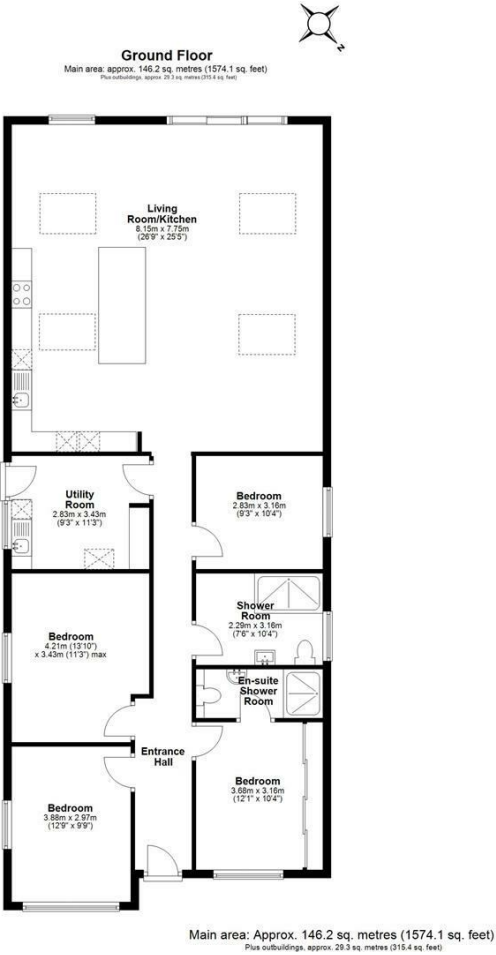 N
Ground Floor
Main area: approx. 146.2 sq. metres (1574.1 sq. feet)
Plus outbuildings, approx. 29.3 sq. metres (315.4 sq. feet)
Living
Room/Kitchen
8.15m x 7.75m
(26'9" x 25'5")
Utility
Room
2.83m x 3.43m
(9'3" x 11'3")
Bedroom
2.83m x 3.16m
(9'3" x 10'4")
Shower
Room
2.29m x 3.16m
(7'6" x 10'4")
Bedroom
4.21m (13'10")
x 3.43m (11'3") max
En-suite
Shower
Room
Entrance
Hall
Bedroom
3.68m x 3.16m
(12'1" x 10'4")
Bedroom
3.88m x 2.97m
(12'9" x 9'9")
Main area: Approx. 146.2 sq. metres (1574.1 sq. feet)
Plus outbuildings, approx. 29.3 sq. metres (315.4 sq. feet)